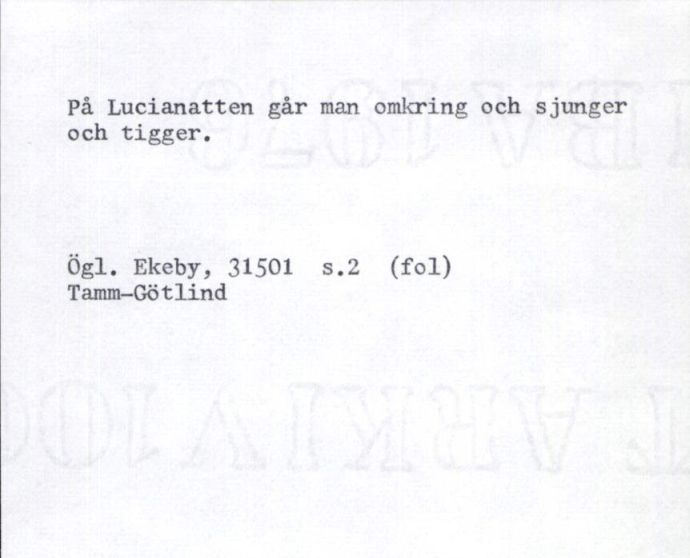 På Lucianatten går man omkring och sjunger
och tigger.
Ögl. Ekeby, 31501 s.2 (fol)
Tamm-Götlind